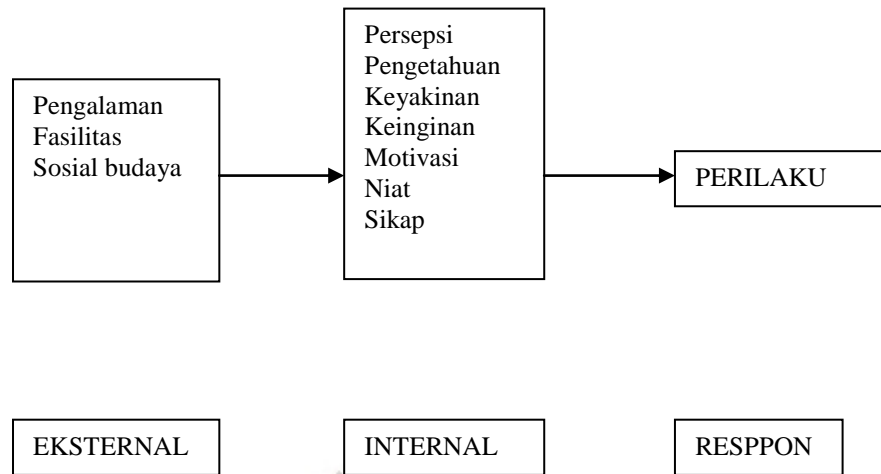 Pengalaman
Fasilitas
Sosial budaya
Persepsi
Pengetahuan
Keyakinan
Keinginan
Motivasi
Niat
Sikap
PERILAKU
EKSTERNAL
INTERNAL
RESPPON